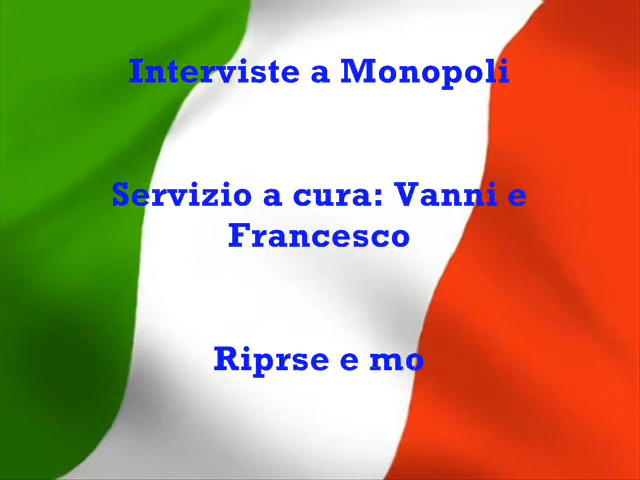 Interviste a Monopoli
Servizio a cura: Vanni e
Francesco
Riprse e mo